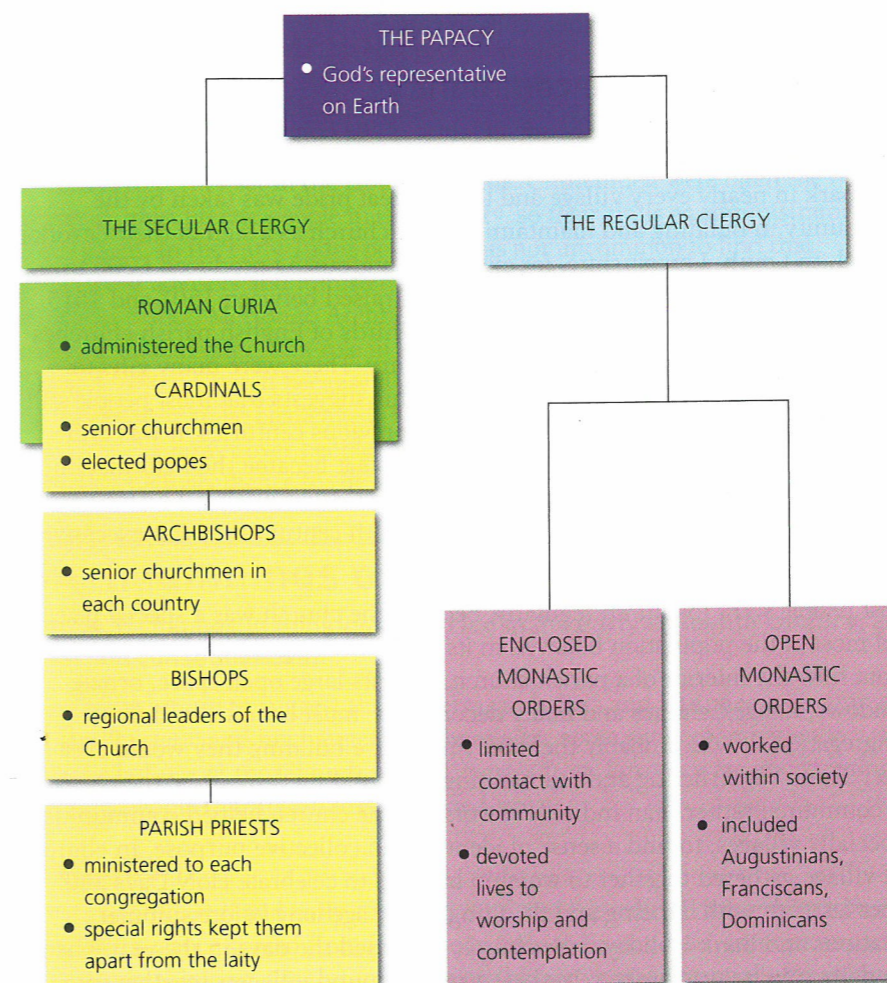 THE PAPACY
• God's representative
on Earth
THE SECULAR CLERGY
ROMAN CURIA
• administered the Church
CARDINALS
• senior churchmen
• elected popes
ARCHBISHOPS
• senior churchmen in
each country
BISHOPS
• regional leaders of the
Church
PARISH PRIESTS
• ministered to each
congregation
• special rights kept them
apart from the laity
THE REGULAR CLERGY
ENCLOSED
MONASTIC
ORDERS
• limited
contact with
community
• devoted
lives to
worship and
contemplation
OPEN
MONASTIC
ORDERS
• worked
within society
• included
Augustinians,
Franciscans,
Dominicans